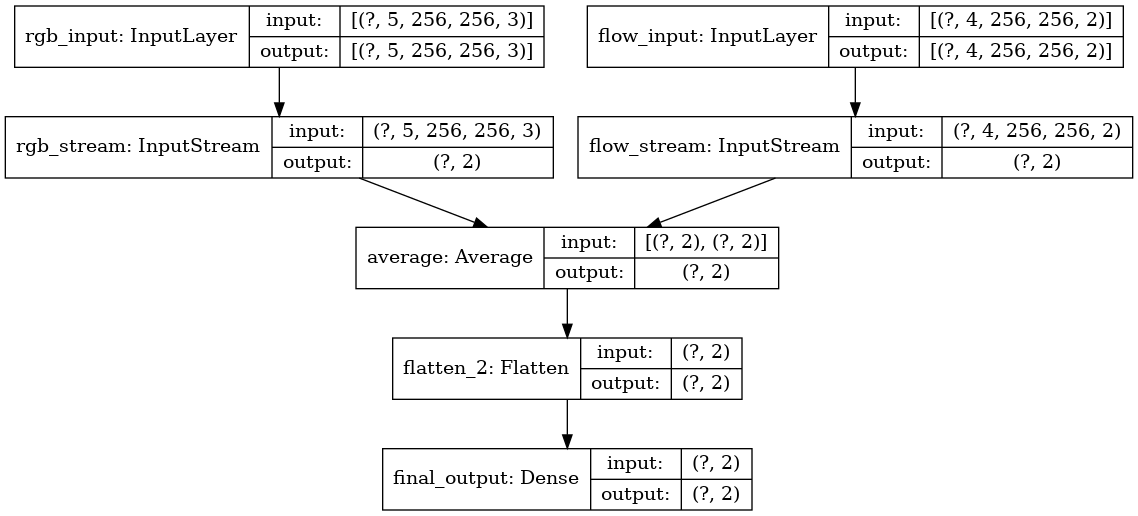 rgb_input: InputLayer
input: [(?, 5, 256, 256, 3)]
output: [(?, 5, 256, 256, 3)]
flow_input: InputLayer
input: [(?, 4, 256, 256, 2)]
output: [(?, 4, 256, 256, 2)]
rgb_stream: InputStream
input: (?, 5, 256, 256, 3)
output: (?, 2)
flow_stream: InputStream
input: (?, 4, 256, 256, 2)
output: (?, 2)
average: Average
input: [(?, 2), (?, 2)]
output: (?, 2)
flatten_2: Flatten
input: (?, 2)
output: (?, 2)
final_output: Dense
input: (?, 2)
output: (?, 2)